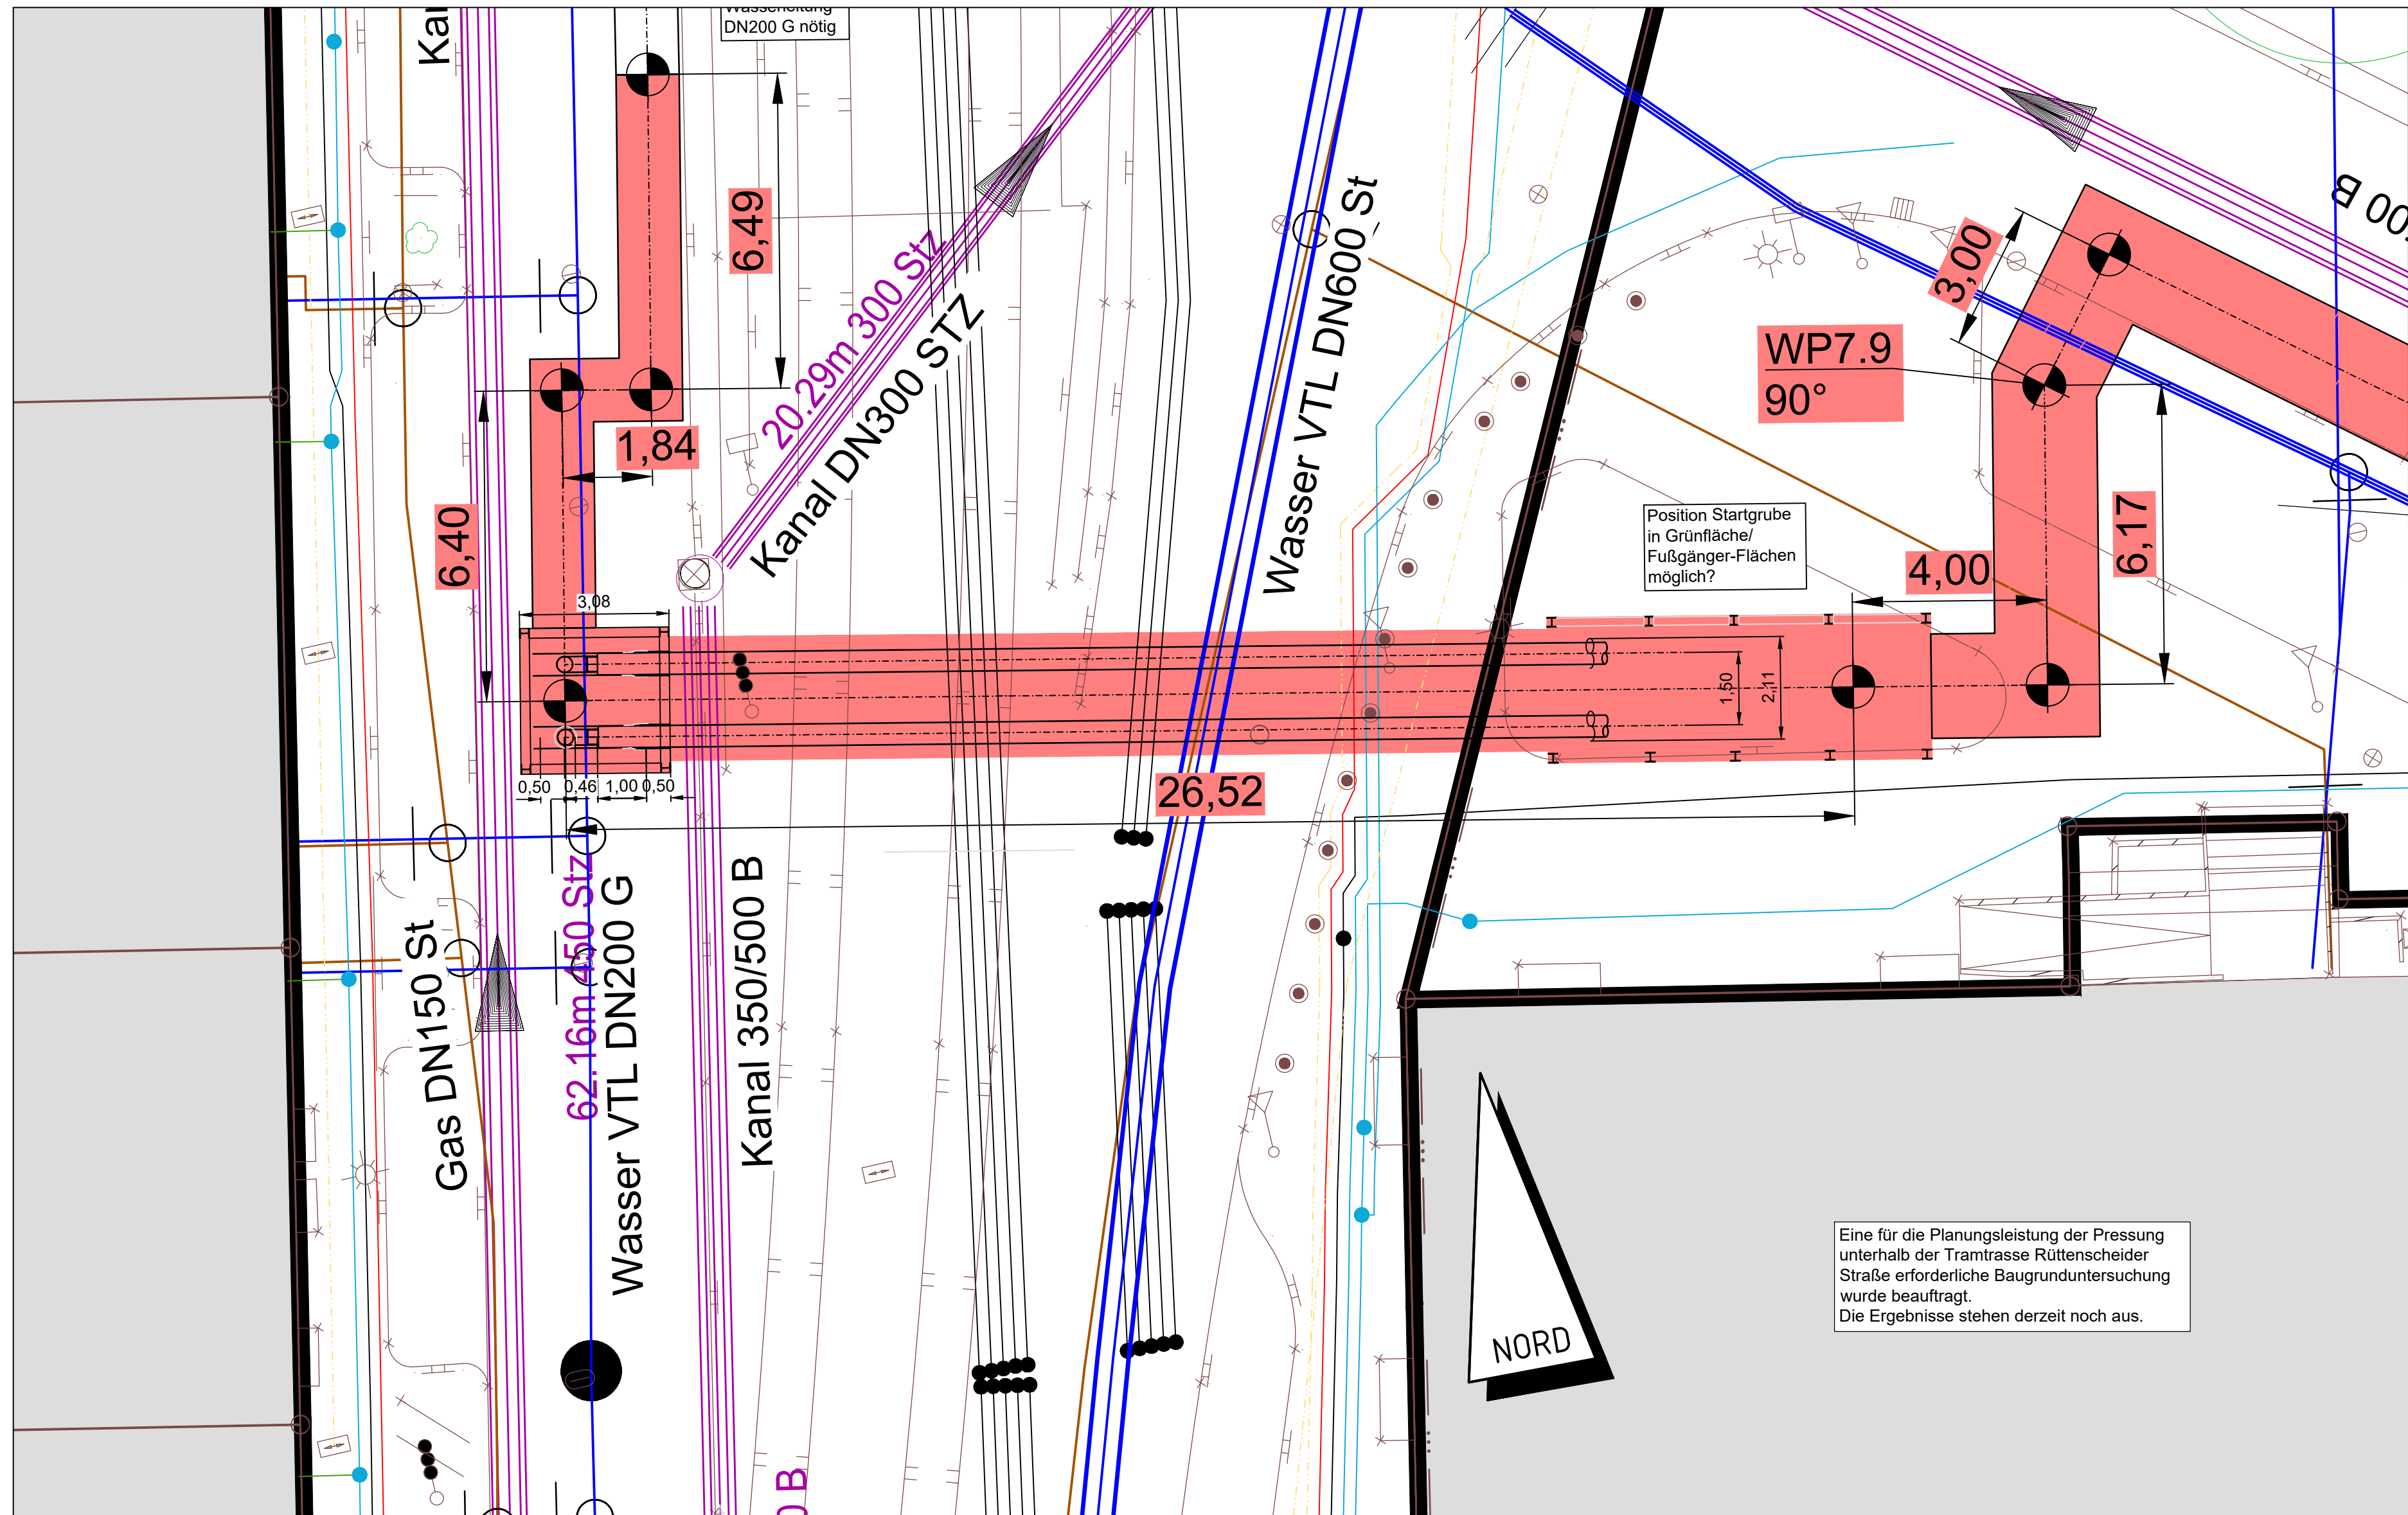 DN200 G nötig
6,49
20.29m 300 Stz
Kanal DN300 STZ
Wasser VTL DN600 St
3,00
WP7.9
90°
1,84
6,40
3,08
Position Startgrube
in Grünfläche/
Fußgänger-Flächen
möglich?
4,00
6,17
1,50
2,11
0,50
0,46
1,00
0,50
26,52
Gas DN150 St
62.16m 450 Stz
Wasser VTL DN200 G
Kanal 350/500 B
NORD
Eine für die Planungsleistung der Pressung
unterhalb der Tramtrasse Rüttenscheider
Straße erforderliche Baugrunduntersuchung
wurde beauftragt.
Die Ergebnisse stehen derzeit noch aus.